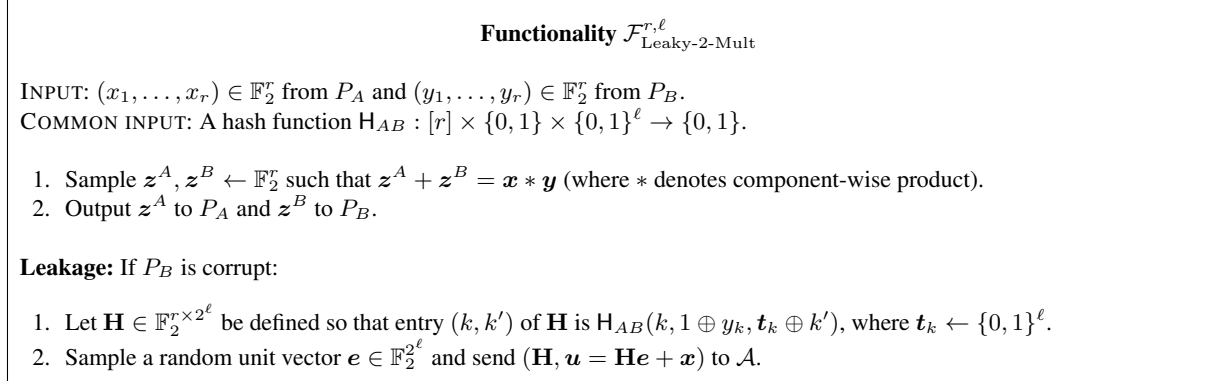 Functionality $\mathcal{F}^{r,\ell}_{\text{Leaky-2-Mult}}$
INPUT: $(x_1, \ldots, x_r) \in \mathbb{F}_2^r$ from $P_A$ and $(y_1, \ldots, y_r) \in \mathbb{F}_2^r$ from $P_B$.
COMMON INPUT: A hash function $\mathsf{H}_{AB} : [r] \times \{0,1\} \times \{0,1\}^\ell \to \{0,1\}$.
1. Sample $\boldsymbol{z}^A, \boldsymbol{z}^B \leftarrow \mathbb{F}_2^r$ such that $\boldsymbol{z}^A + \boldsymbol{z}^B = \boldsymbol{x} * \boldsymbol{y}$ (where $*$ denotes component-wise product).
2. Output $\boldsymbol{z}^A$ to $P_A$ and $\boldsymbol{z}^B$ to $P_B$.
Leakage: If $P_B$ is corrupt:
1. Let $\mathbf{H} \in \mathbb{F}_2^{r \times 2^\ell}$ be defined so that entry $(k, k')$ of $\mathbf{H}$ is $\mathsf{H}_{AB}(k, 1 \oplus y_k, \boldsymbol{t}_k \oplus k')$, where $\boldsymbol{t}_k \leftarrow \{0,1\}^\ell$.
2. Sample a random unit vector $\boldsymbol{e} \in \mathbb{F}_2^{2^\ell}$ and send $(\mathbf{H}, \boldsymbol{u} = \mathbf{H}\boldsymbol{e} + \boldsymbol{x})$ to $\mathcal{A}$.